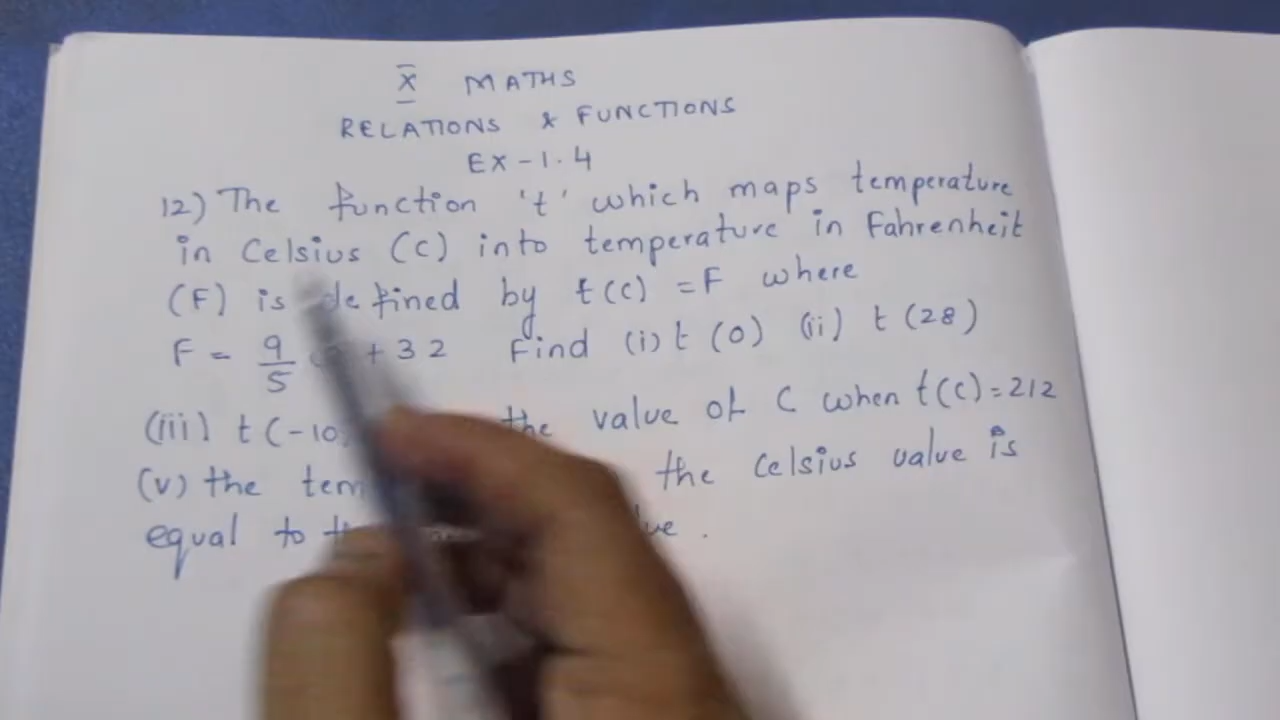 X MATHS
RELATIONS & FUNCTIONS
EX-1.4
12) The function 't' which maps temperature
in Celsius (C) into temperature in Fahrenheit
(F) is defined by t(C) = F where
F = 9/5 + 32 Find (i) t(0) (ii) t(28)
(iii) t(-10) the value of C when t(C)=212
(v) the the Celsius value is
equal to